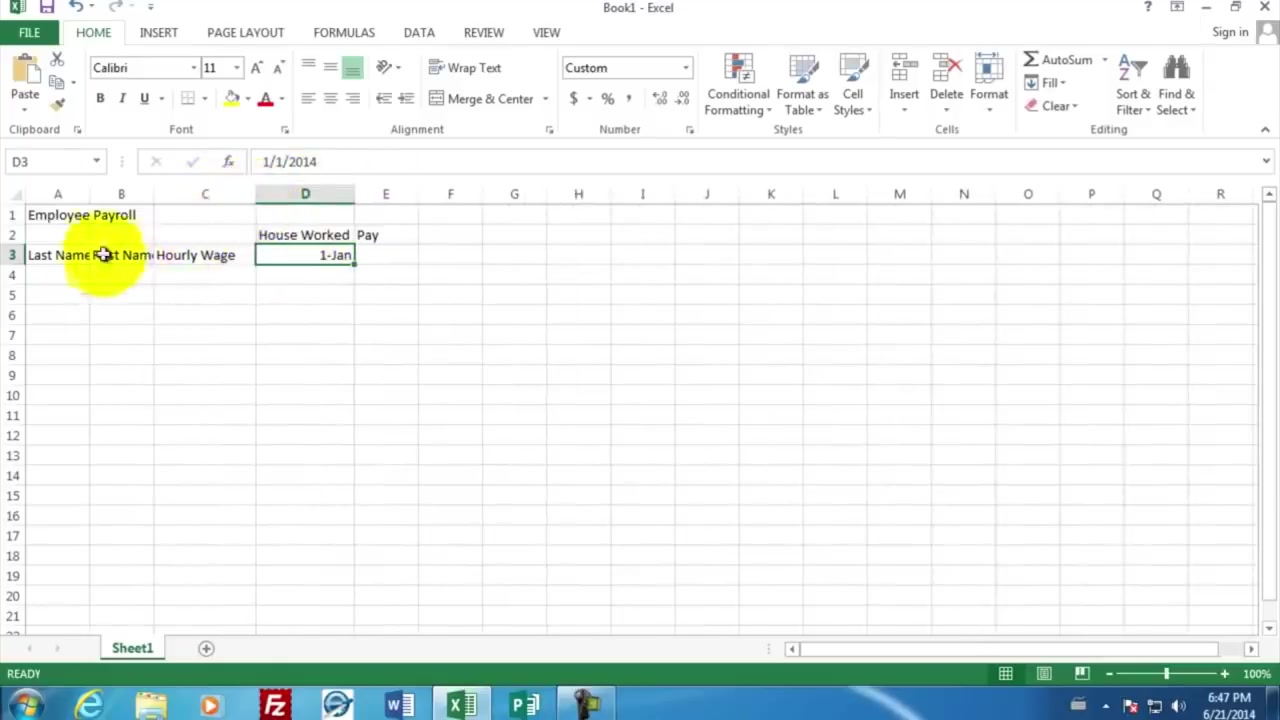 Book1 - Excel
FILE HOME INSERT PAGE LAYOUT FORMULAS DATA REVIEW VIEW Sign in
Calibri 11 Wrap Text Custom AutoSum
Paste B I U Merge & Center $ % Conditional Formatting Format as Table Cell Styles Insert Delete Format Fill Clear Sort & Filter Find & Select
Clipboard Font Alignment Number Styles Cells Editing
D3 fx 1/1/2014
A B C D E F G H I J K L M N O P Q R
1 Employee Payroll
2 House Worked Pay
3 Last Name Hourly Wage 1-Jan
4
5
6
7
8
9
10
11
12
13
14
15
16
17
18
19
20
21
Sheet1
READY 100%
6:47 PM
6/21/2014